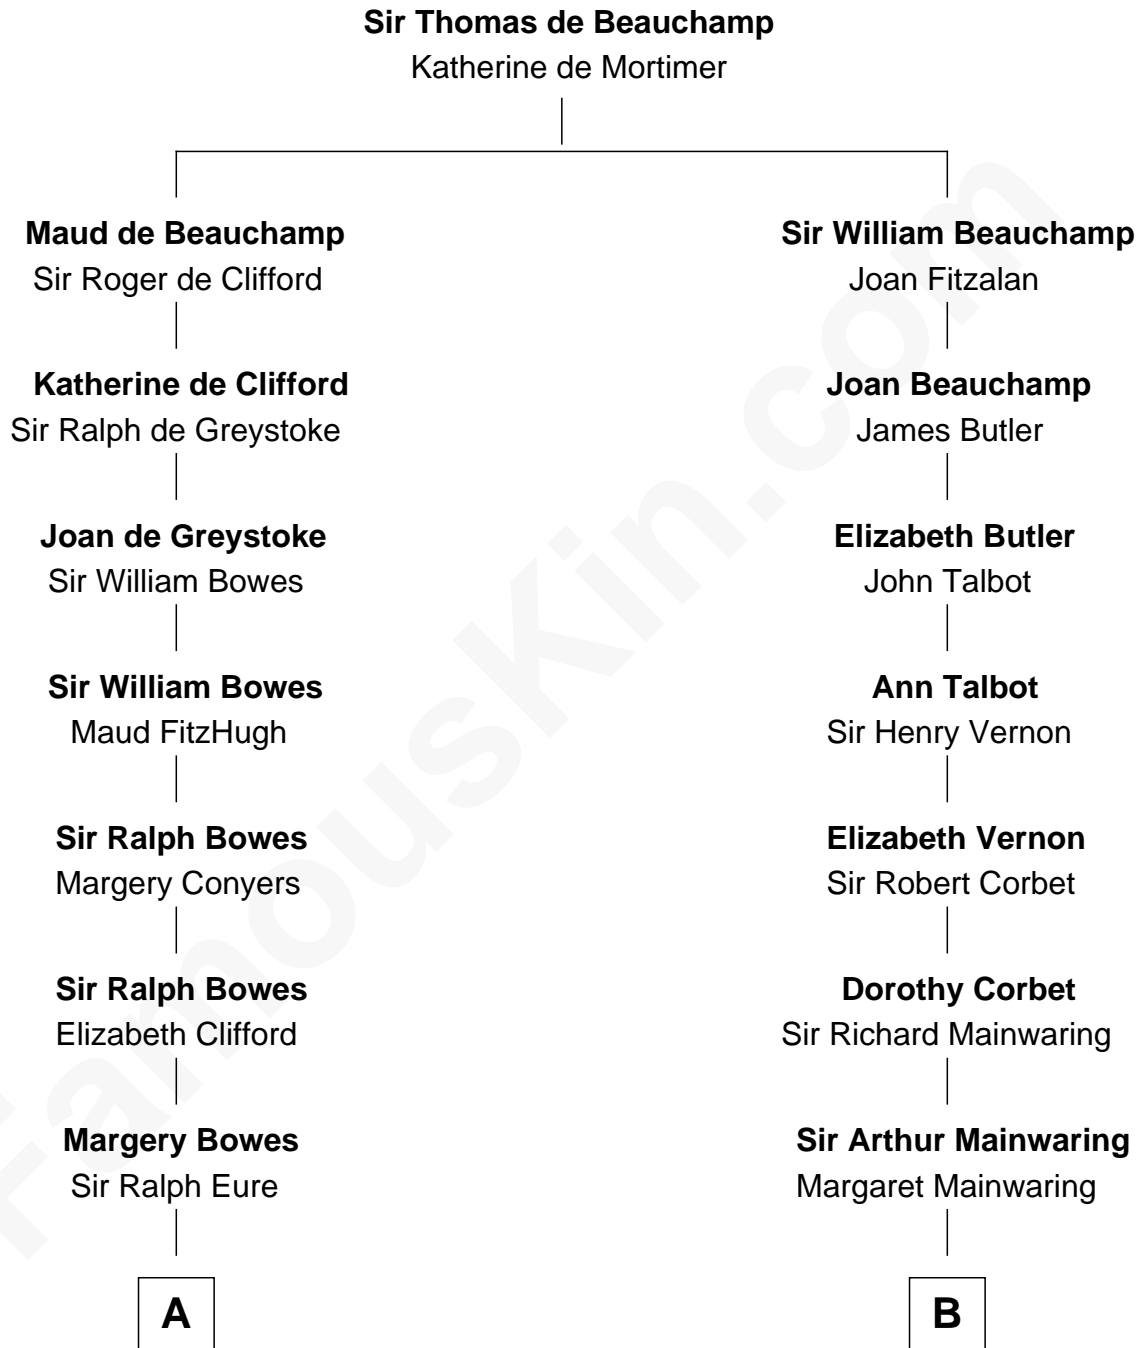 Sir Thomas de Beauchamp
Katherine de Mortimer
Maud de Beauchamp
Sir Roger de Clifford
Katherine de Clifford
Sir Ralph de Greystoke
Joan de Greystoke
Sir William Bowes
Sir William Bowes
Maud FitzHugh
Sir Ralph Bowes
Margery Conyers
Sir Ralph Bowes
Elizabeth Clifford
Margery Bowes
Sir Ralph Eure
A
Sir William Beauchamp
Joan Fitzalan
Joan Beauchamp
James Butler
Elizabeth Butler
John Talbot
Ann Talbot
Sir Henry Vernon
Elizabeth Vernon
Sir Robert Corbet
Dorothy Corbet
Sir Richard Mainwaring
Sir Arthur Mainwaring
Margaret Mainwaring
B
FamousKin.com